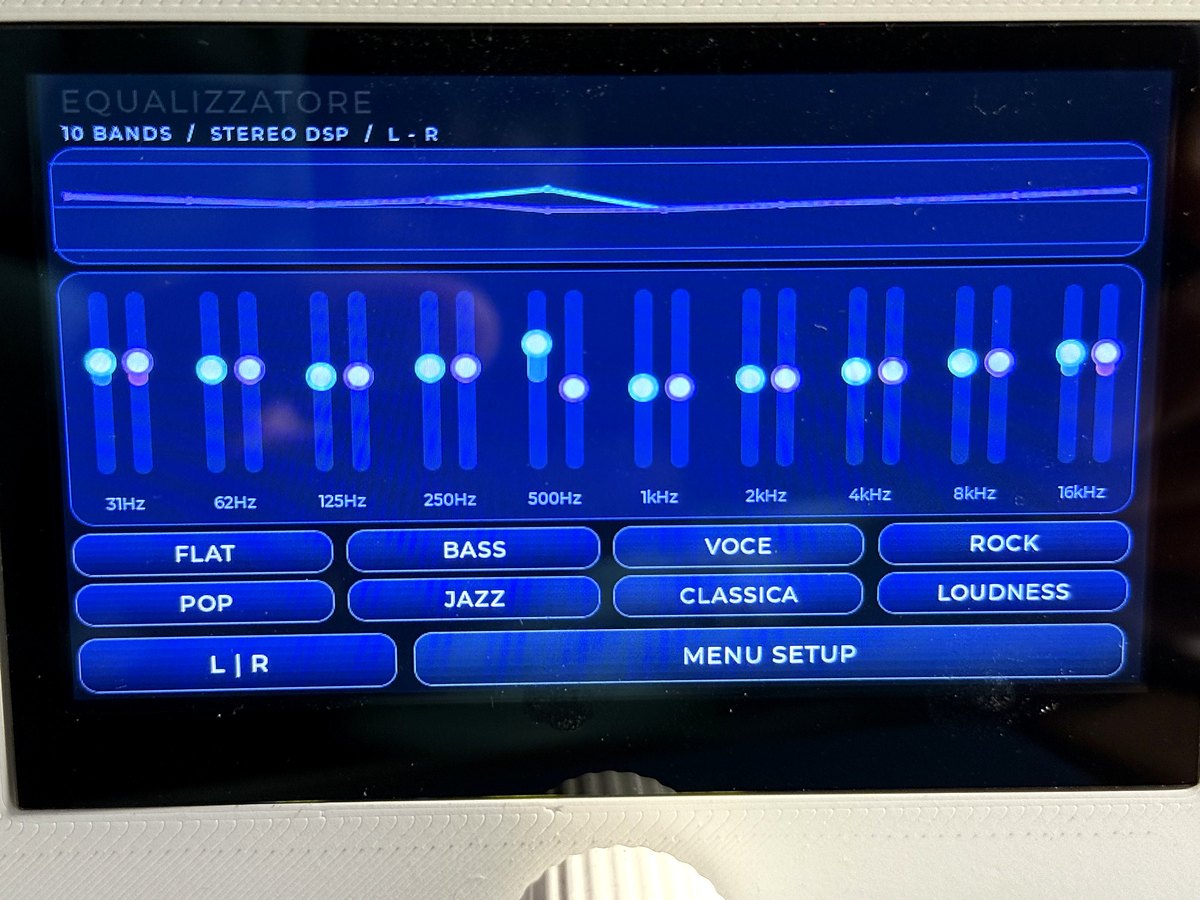 EQUALIZZATORE
10 BANDS / STEREO DSP / L - R
31Hz 62Hz 125Hz 250Hz 500Hz 1kHz 2kHz 4kHz 8kHz 16kHz
FLAT BASS VOCE ROCK
POP JAZZ CLASSICA LOUDNESS
L | R MENU SETUP